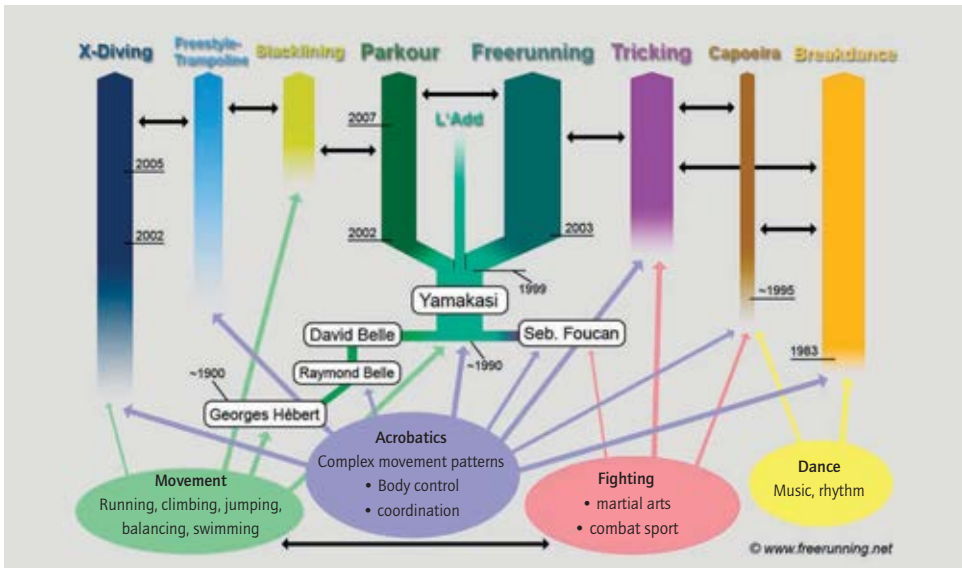 X-Diving
Freestyle-
Trampoline
Slacklining
Parkour
Freerunning
Tricking
Capoeira
Breakdance
2007
L'Add
2005
2002
2002
2003
1999
Yamakasi
~1995
David Belle
Seb. Foucan
~1990
1983
Raymond Belle
~1900
Georges Hébert
Acrobatics
Complex movement patterns
• Body control
• coordination
Movement
Running, climbing, jumping,
balancing, swimming
Fighting
• martial arts
• combat sport
Dance
Music, rhythm
© www.freerunning.net